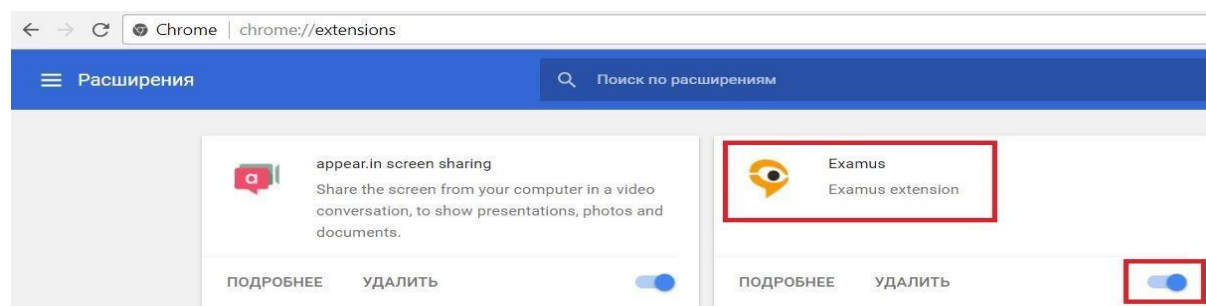 Chrome | chrome://extensions
Расширения
Поиск по расширениям
appear.in screen sharing
Share the screen from your computer in a video
conversation, to show presentations, photos and
documents.
ПОДРОБНЕЕ УДАЛИТЬ
Examus
Examus extension
ПОДРОБНЕЕ УДАЛИТЬ